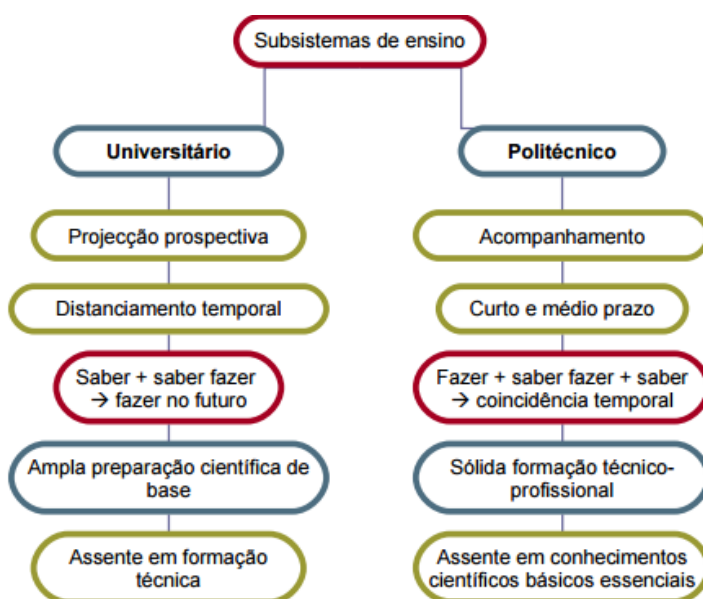 Subsistemas de ensino
Universitário
Politécnico
Projecção prospectiva
Acompanhamento
Distanciamento temporal
Curto e médio prazo
Saber + saber fazer
→ fazer no futuro
Fazer + saber fazer + saber
→ coincidência temporal
Ampla preparação científica de
base
Sólida formação técnico-
profissional
Assente em formação
técnica
Assente em conhecimentos
científicos básicos essenciais